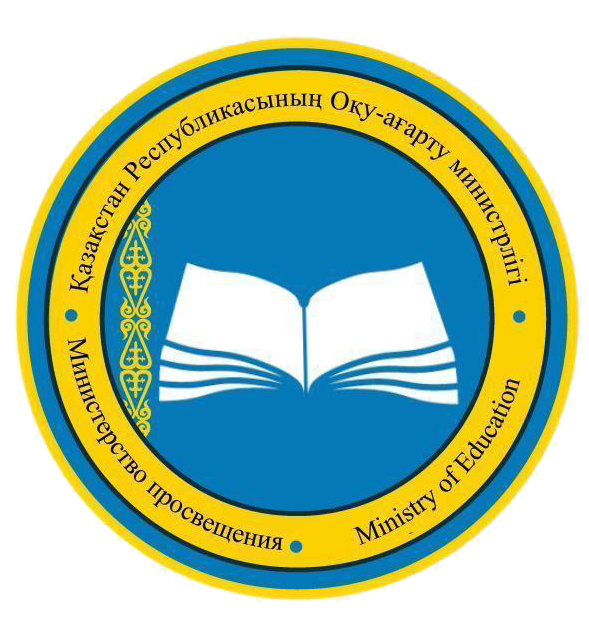 Қазақстан Республикасының Оқу-ағарту министрлігі
Министерство просвещения
Ministry of Education